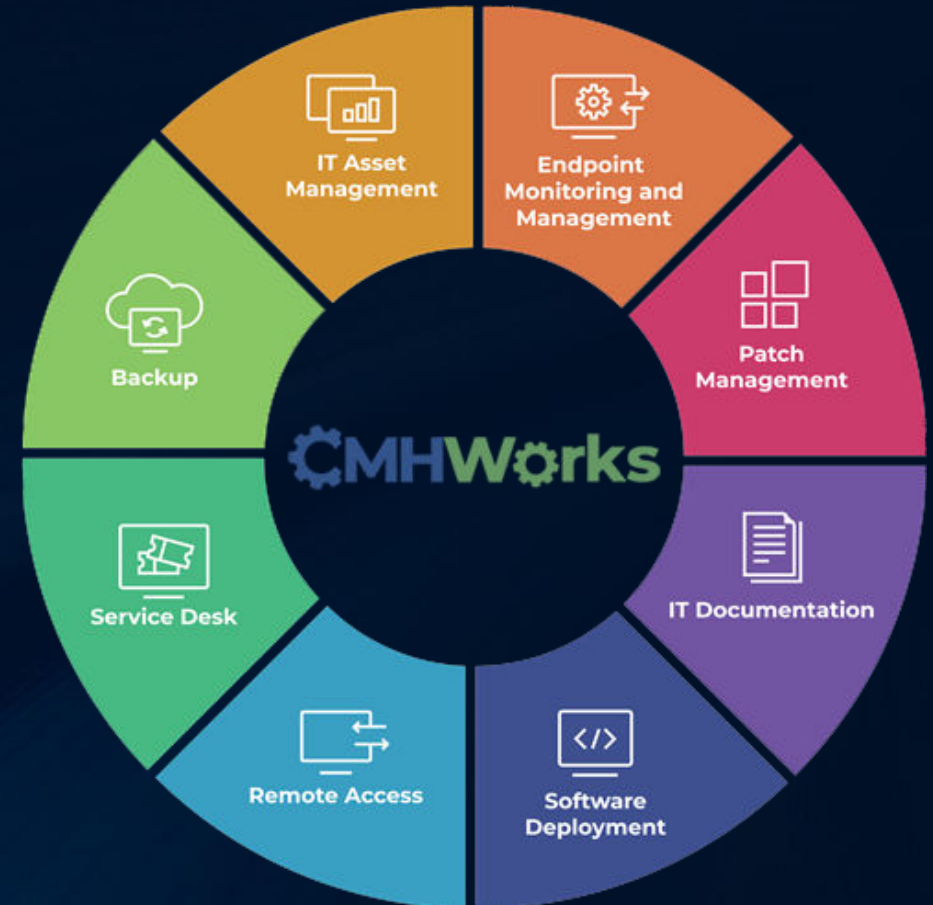 IT Asset
Management
Endpoint
Monitoring and
Management
Patch
Management
IT Documentation
Software
Deployment
Remote Access
Service Desk
Backup
CMHWorks